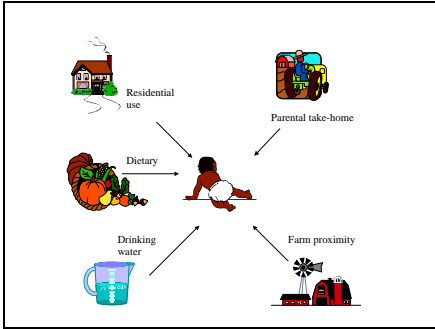 Residential
use
Parental take-home
Dietary
Drinking
water
Farm proximity